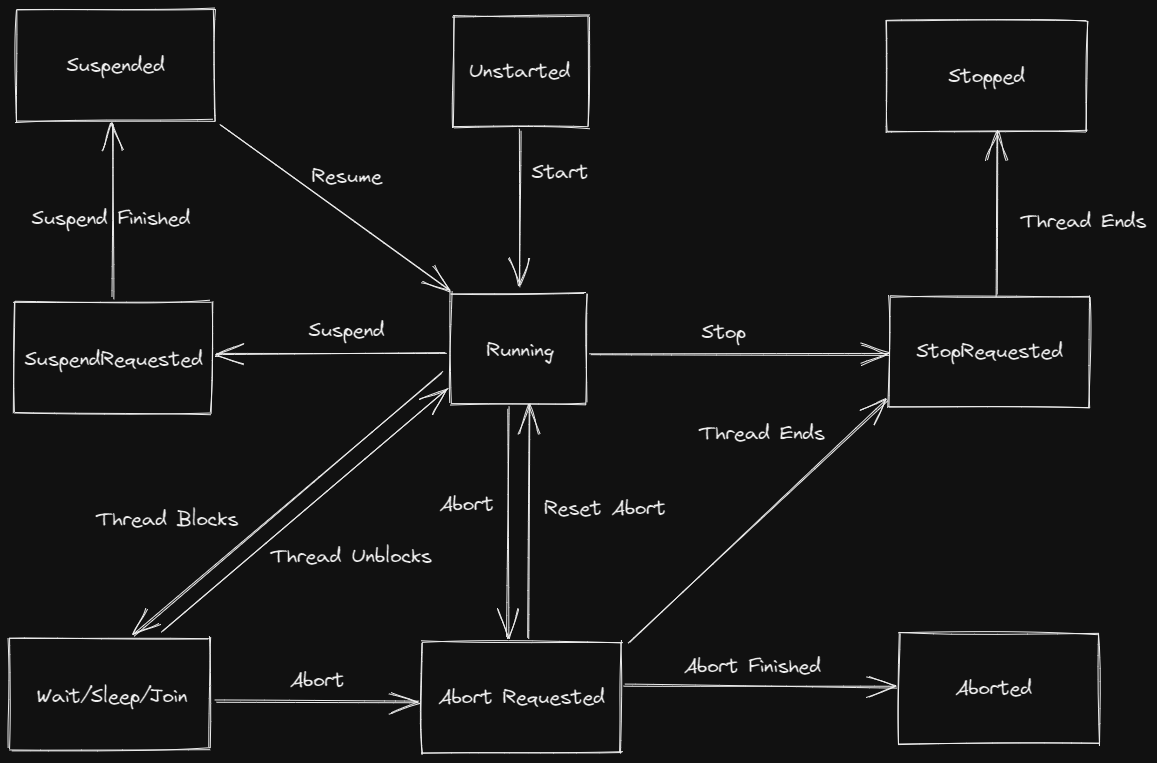 Suspended
Unstarted
Stopped
Resume
Start
Suspend Finished
Thread Ends
Suspend
Stop
SuspendRequested
Running
StopRequested
Thread Ends
Abort
Reset Abort
Thread Blocks
Thread Unblocks
Wait/Sleep/Join
Abort
Abort Requested
Abort Finished
Aborted